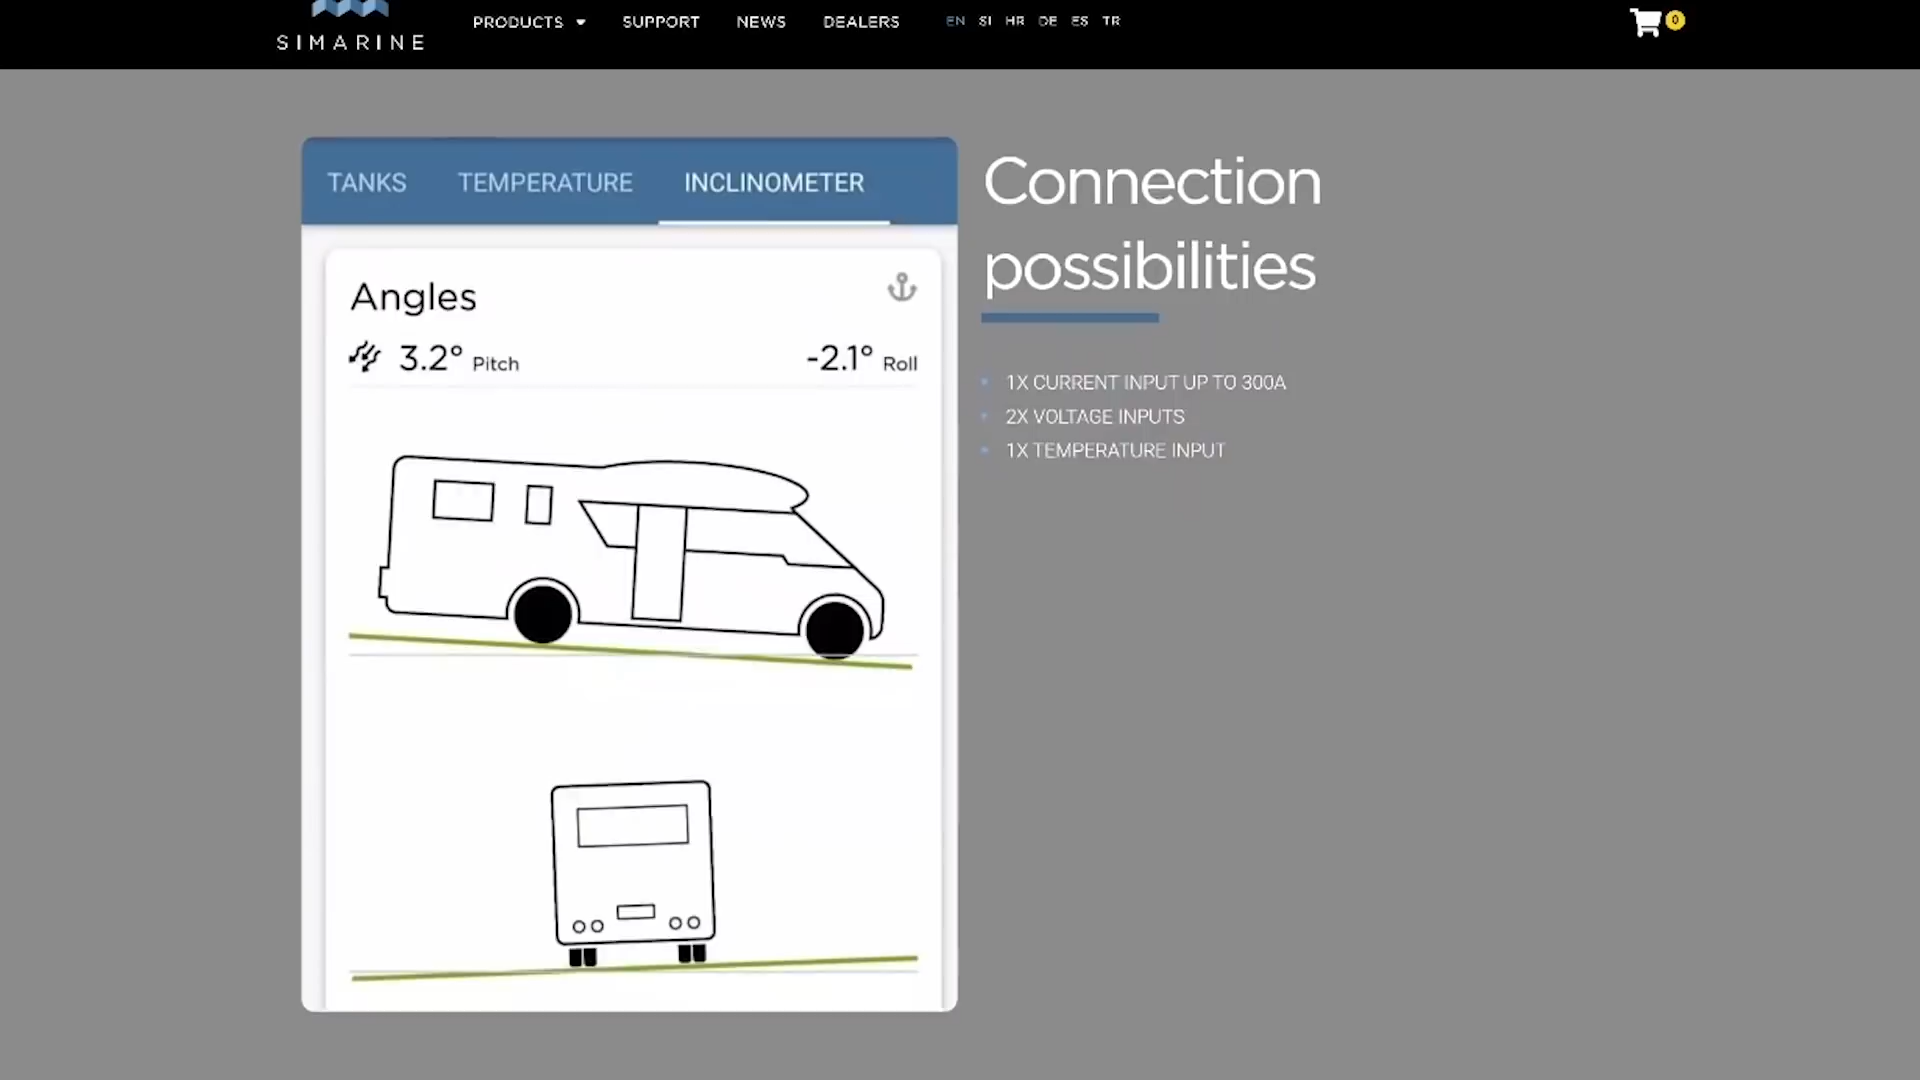 SIMARINE
PRODUCTS
SUPPORT
NEWS
DEALERS
EN SI HR DE ES TR
0
TANKS
TEMPERATURE
INCLINOMETER
Angles
3.2° Pitch
-2.1° Roll
Connection
possibilities
1X CURRENT INPUT UP TO 300A
2X VOLTAGE INPUTS
1X TEMPERATURE INPUT